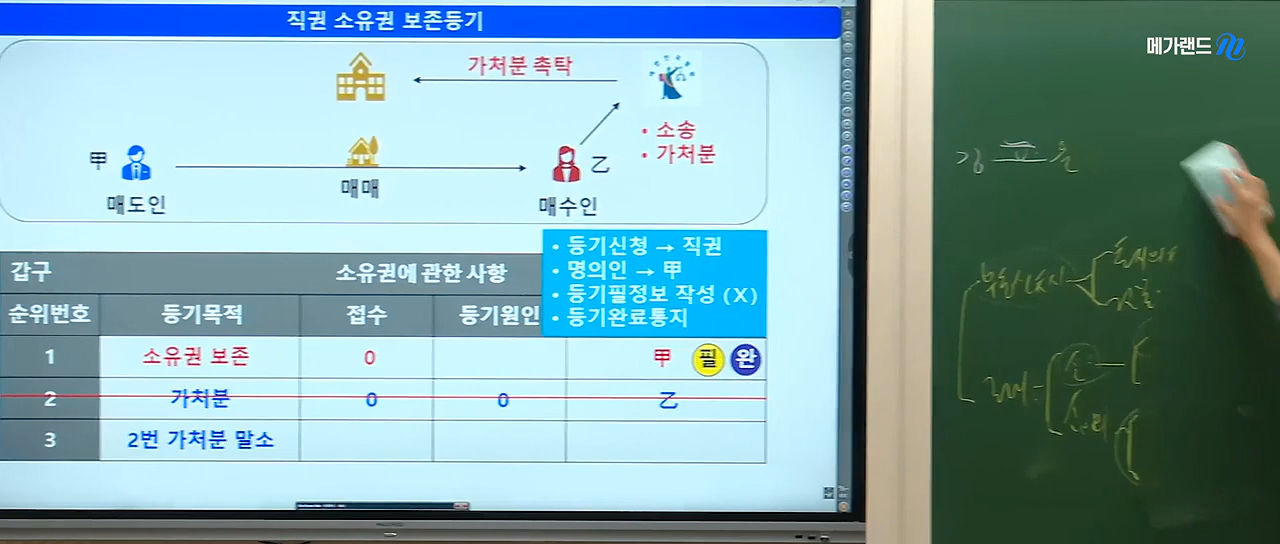 직권 소유권 보존등기
가처분 촉탁
• 소송
• 가처분
甲
乙
매매
매도인
매수인
• 등기신청 → 직권
• 명의인 → 甲
• 등기필정보 작성 (X)
• 등기완료통지
갑구 소유권에 관한 사항
순위번호 등기목적 접수 등기원인
1 소유권 보존 0 甲 필 완
2 가처분 0 0 乙
3 2번 가처분 말소
메가랜드